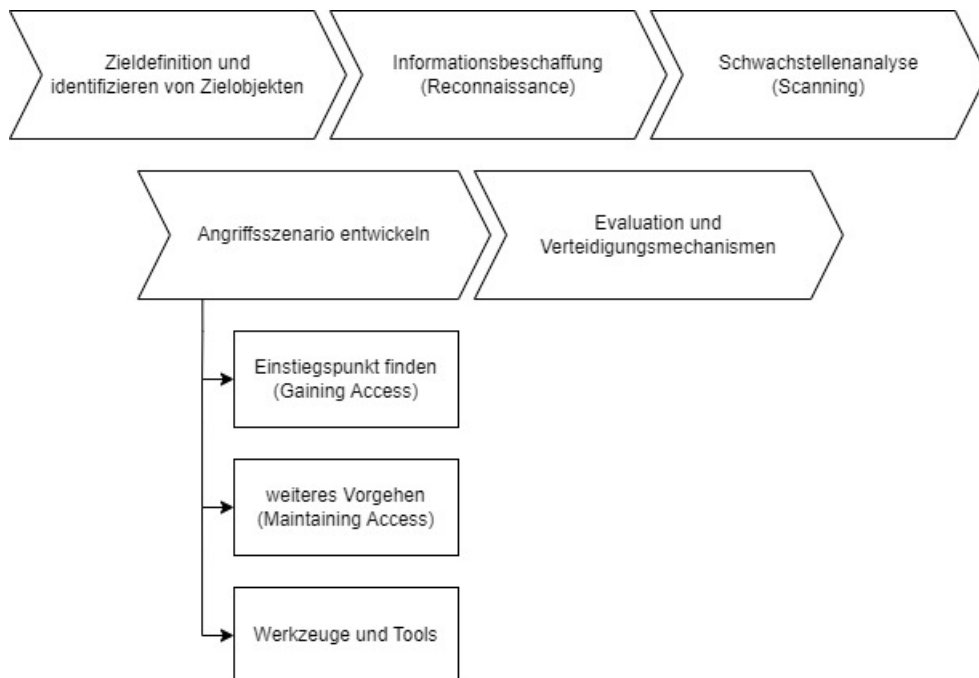 Zieldefinition und
identifizieren von Zielobjekten
Informationsbeschaffung
(Reconnaissance)
Schwachstellenanalyse
(Scanning)
Angriffsszenario entwickeln
Evaluation und
Verteidigungsmechanismen
Einstiegspunkt finden
(Gaining Access)
weiteres Vorgehen
(Maintaining Access)
Werkzeuge und Tools